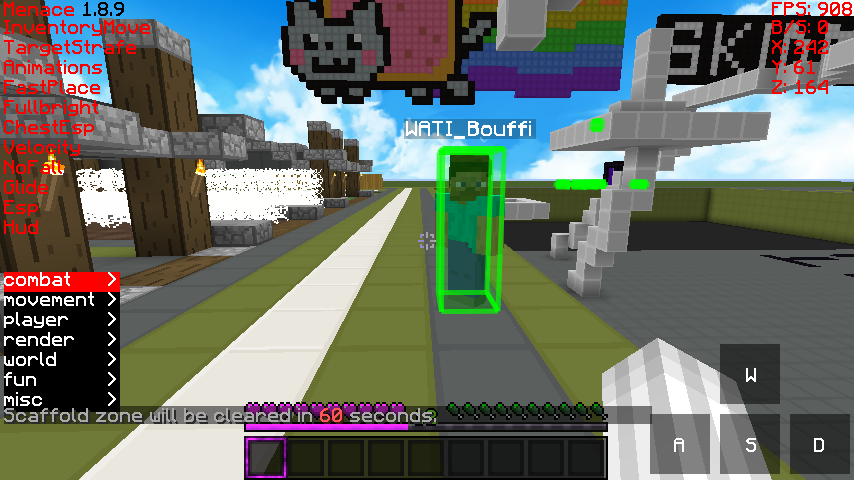 Menace 1.8.9
InventoryMove
TargetStrafe
Animations
FastPlace
Fullbright
ChestEsp
Velocity
NoFall
Glide
Esp
Hud
FPS: 908
B/S: 0
X: 242
Y: 61
Z: 164
WATI_Bouffi
combat >
movement >
player >
render >
world >
fun >
misc >
Scaffold zone will be cleared in 60 seconds.
W
A
S
D